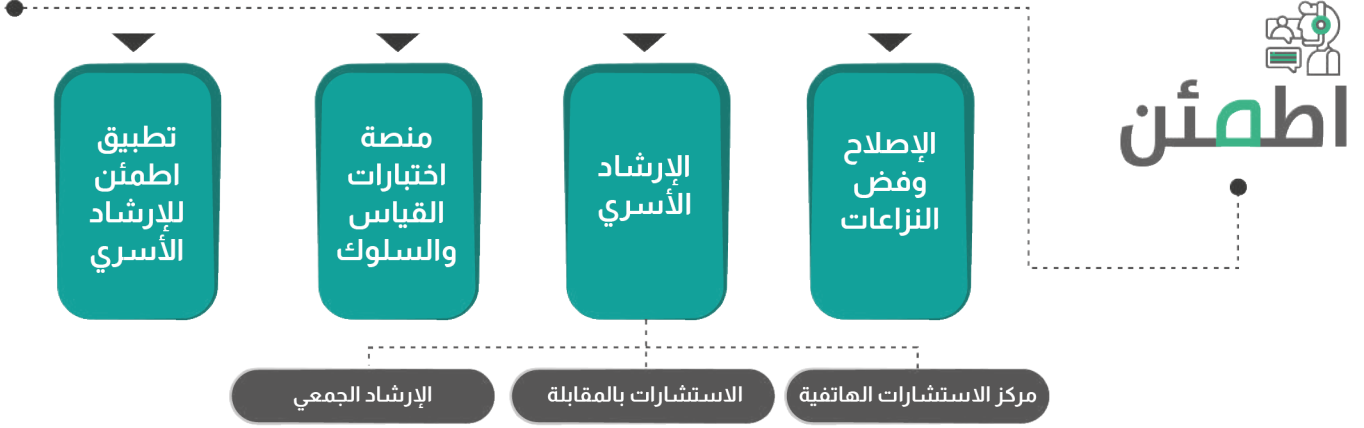 اطمئن
الإصلاح
وفض
النزاعات
الإرشاد
الأسري
منصة
اختبارات
القياس
والسلوك
تطبيق
اطمئن
للإرشاد
الأسري
مركز الاستشارات الهاتفية
الاستشارات بالمقابلة
الإرشاد الجمعي